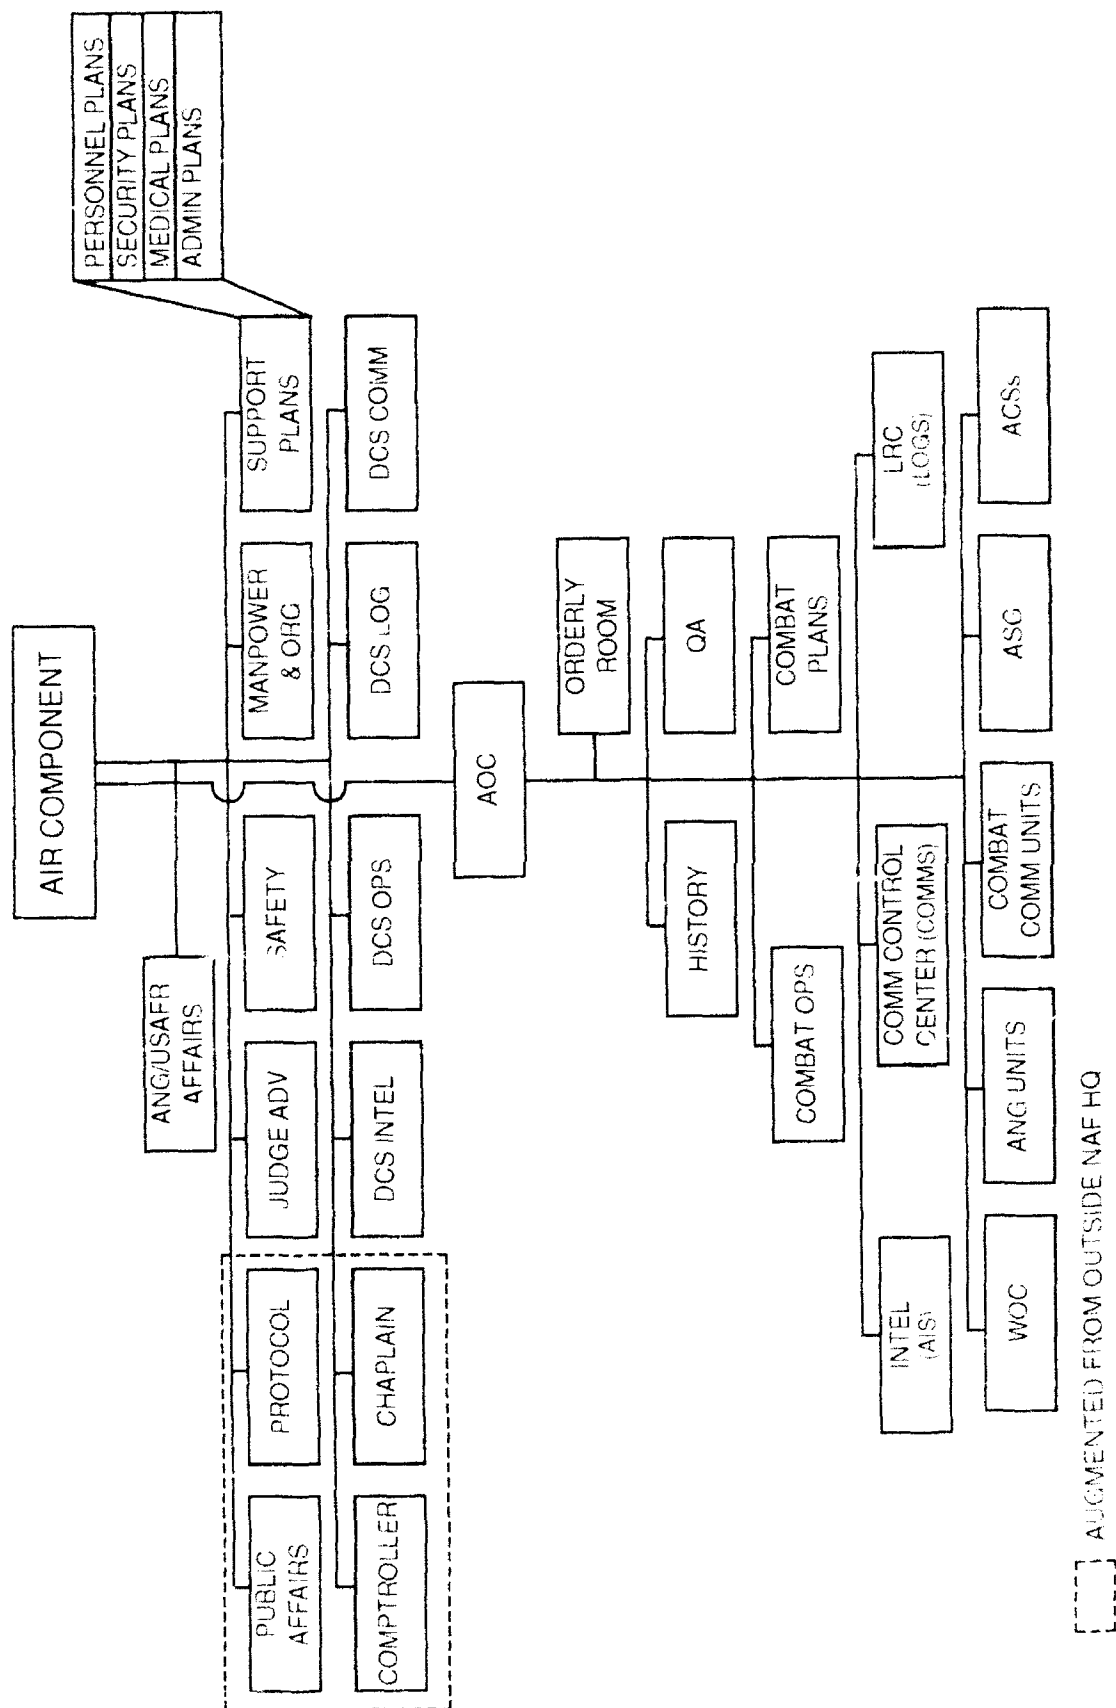 AIR COMPONENT
ANG/USAFR
AFFAIRS
PUBLIC
AFFAIRS
PROTOCOL
JUDGE ADV
SAFETY
MANPOWER
& ORG
SUPPORT
PLANS
PERSONNEL PLANS
SECURITY PLANS
MEDICAL PLANS
ADMIN PLANS
COMPTROLLER
CHAPLAIN
DCS INTEL
DCS OPS
DCS LOG
DCS COMM
AOC
ORDERLY
ROOM
HISTORY
QA
COMBAT OPS
COMBAT
PLANS
INTEL
(AIS)
COMM CONTROL
CENTER (COMMS)
LRC
(LOGS)
WOC
ANG UNITS
COMBAT
COMM UNITS
ASG
ACSs
AUGMENTED FROM OUTSIDE NAF HQ